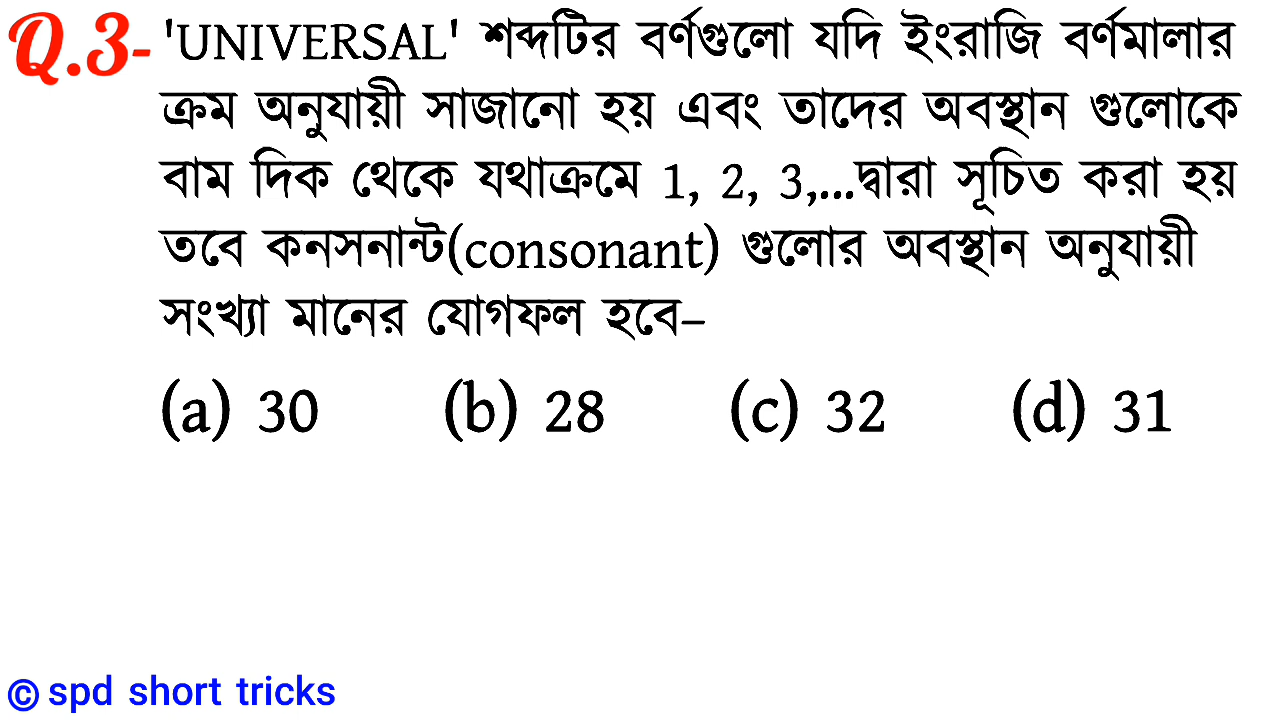 Q.3- 'UNIVERSAL' শব্দটির বর্ণগুলো যদি ইংরাজি বর্ণমালার
ক্রম অনুযায়ী সাজানো হয় এবং তাদের অবস্থান গুলোকে
বাম দিক থেকে যথাক্রমে 1, 2, 3,...দ্বারা সূচিত করা হয়
তবে কনসনান্ট(consonant) গুলোর অবস্থান অনুযায়ী
সংখ্যা মানের যোগফল হবে–
(a) 30 (b) 28 (c) 32 (d) 31
© spd short tricks